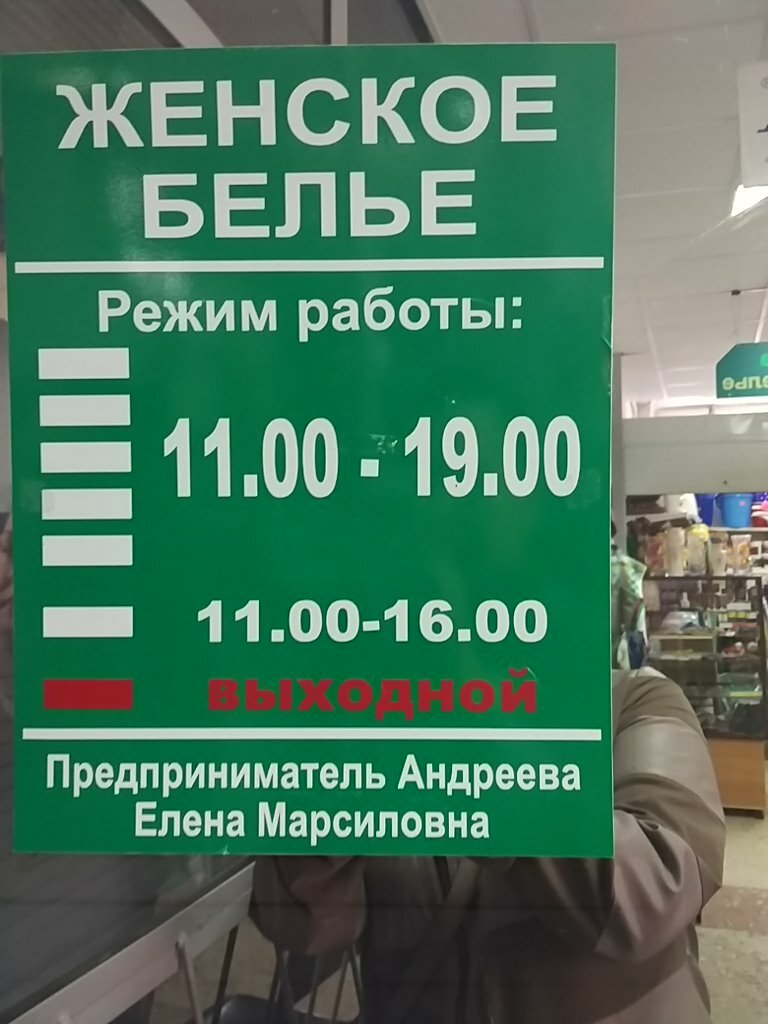 ЖЕНСКОЕ
БЕЛЬЕ
Режим работы:
11.00 - 19.00
11.00-16.00
выходной
Предприниматель Андреева
Елена Марсиловна